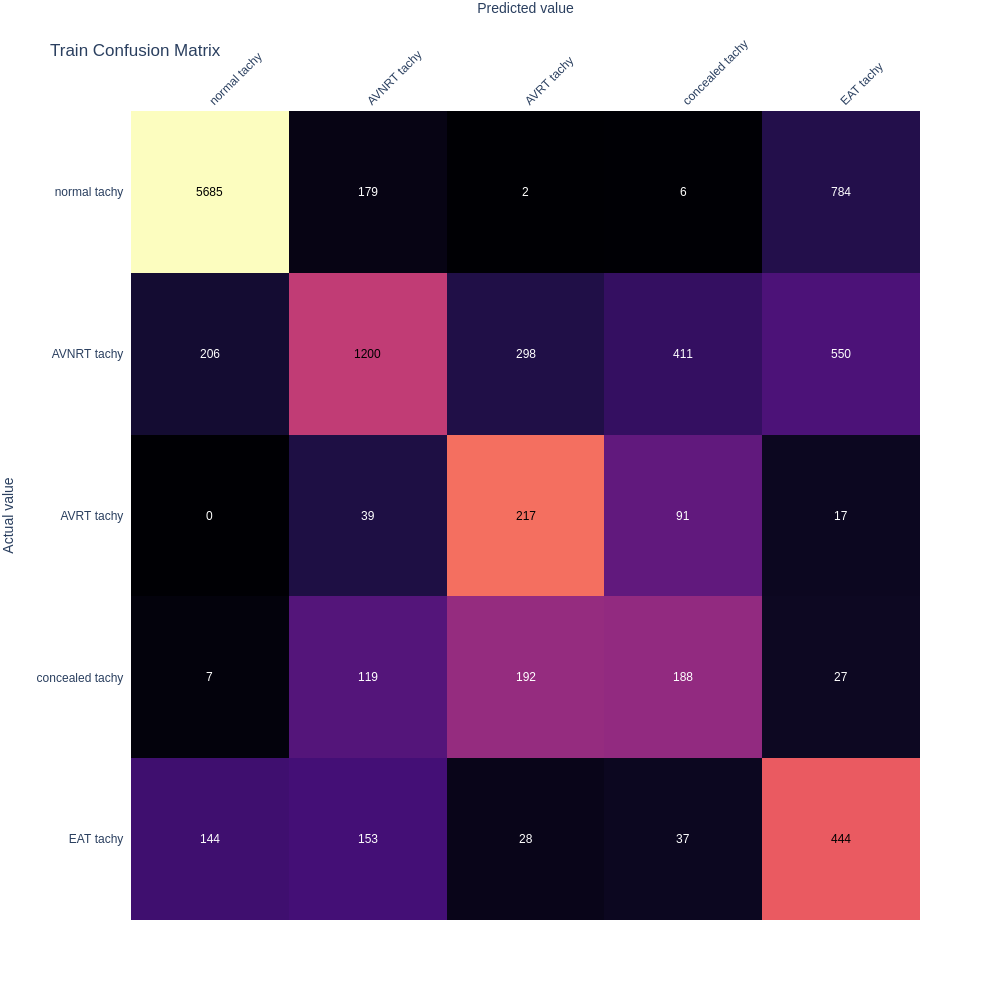 Predicted value
Train Confusion Matrix
normal tachy
AVNRT tachy
AVRT tachy
concealed tachy
EAT tachy
normal tachy 5685 179 2 6 784
AVNRT tachy 206 1200 298 411 550
AVRT tachy 0 39 217 91 17
concealed tachy 7 119 192 188 27
EAT tachy 144 153 28 37 444
Actual value